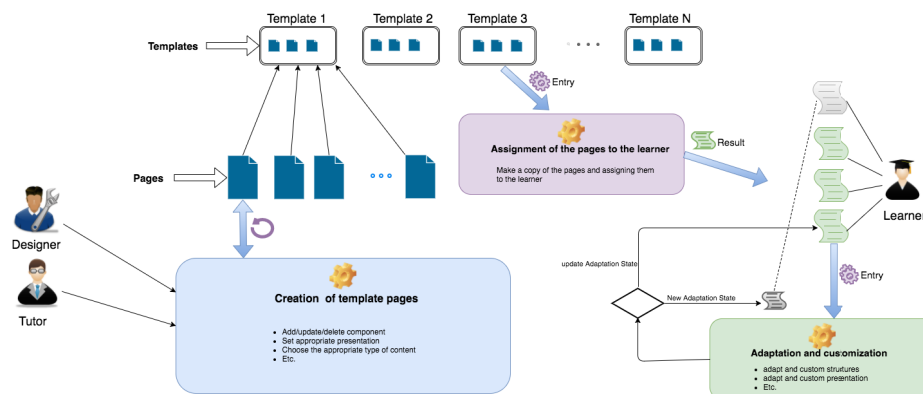 Template 1
Template 2
Template 3
Template N
Templates
Entry
Assignment of the pages to the learner
Make a copy of the pages and assigning them
to the learner
Result
Pages
Designer
Tutor
Learner
Creation of template pages
• Add/update/delete component
• Set appropriate presentation
• Choose the appropriate type of content
• Etc.
update Adaptation State
New Adaptation State
Entry
Adaptation and customization
• adapt and custom structures
• adapt and custom presentation
• Etc.